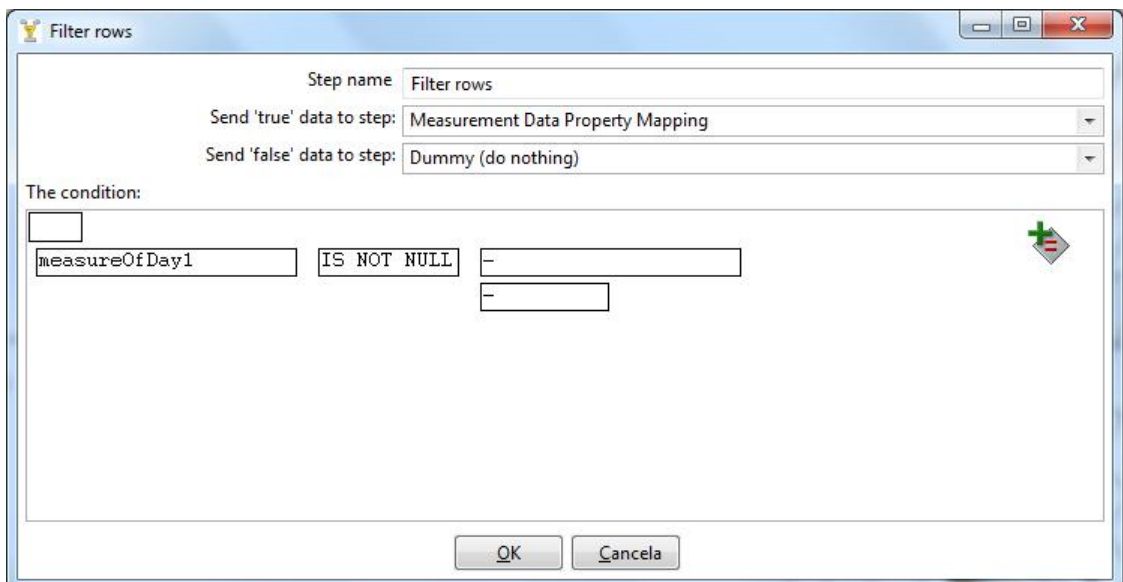 Filter rows
Step name Filter rows
Send 'true' data to step: Measurement Data Property Mapping
Send 'false' data to step: Dummy (do nothing)
The condition:
measureOfDay1 IS NOT NULL -
-
OK Cancela